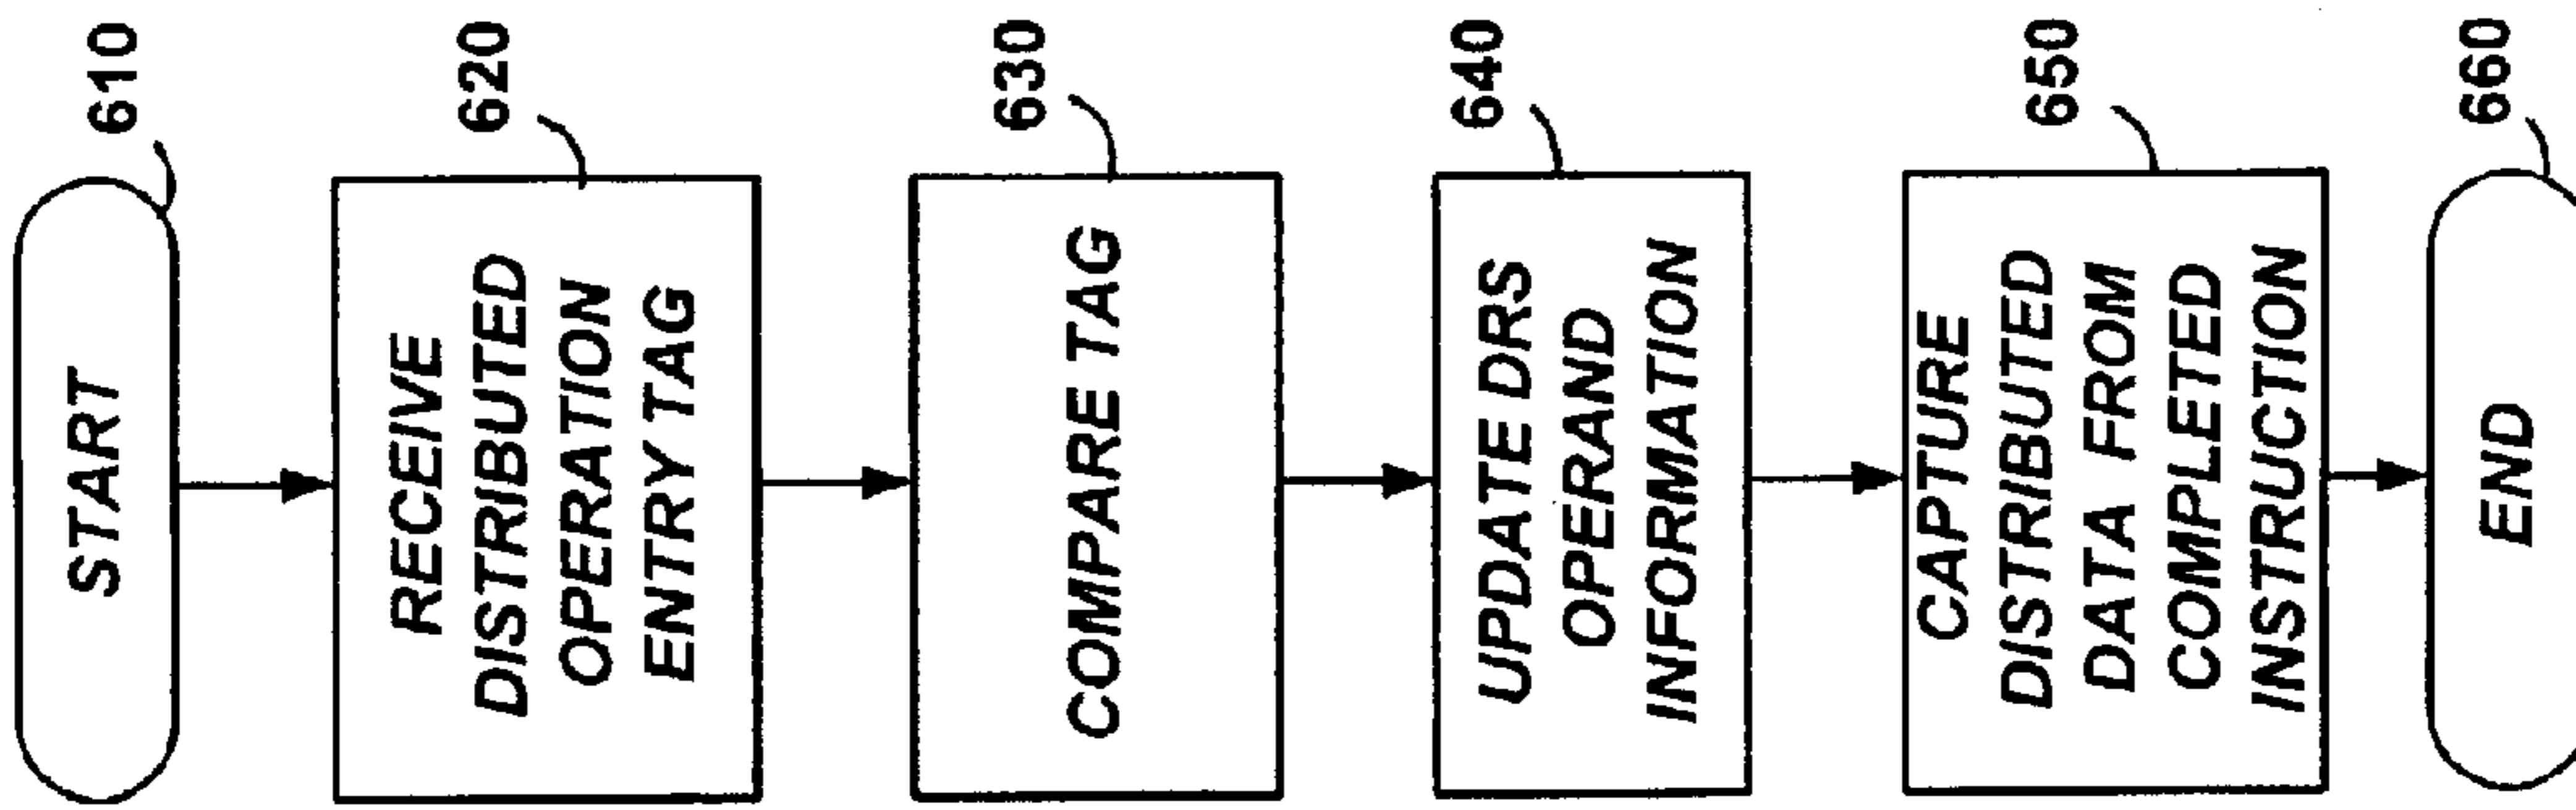 START
610
RECEIVE
DISTRIBUTED
OPERATION
ENTRY TAG
620
COMPARE TAG
630
UPDATE DRS
OPERAND
INFORMATION
640
CAPTURE
DISTRIBUTED
DATA FROM
COMPLETED
INSTRUCTION
650
END
660